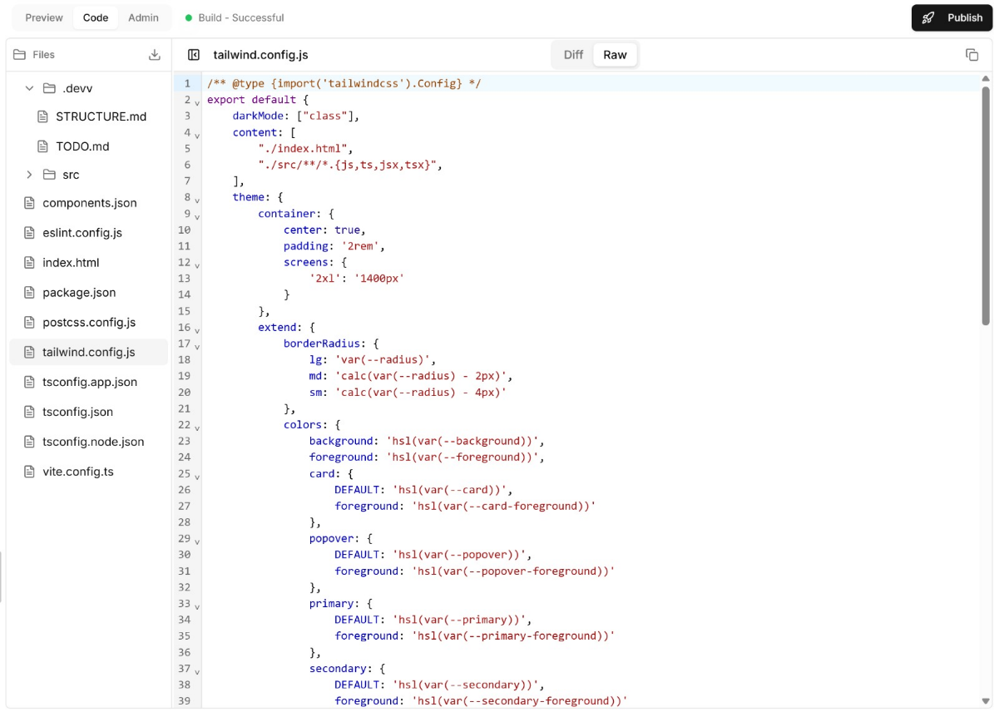 Preview Code Admin Build - Successful Publish
Files
.devv
STRUCTURE.md
TODO.md
src
components.json
eslint.config.js
index.html
package.json
postcss.config.js
tailwind.config.js
tsconfig.app.json
tsconfig.json
tsconfig.node.json
vite.config.ts
tailwind.config.js Diff Raw
1 /** @type {import('tailwindcss').Config} */
2 export default {
3     darkMode: ["class"],
4     content: [
5         "./index.html",
6         "./src/**/*.{js,ts,jsx,tsx}",
7     ],
8     theme: {
9         container: {
10             center: true,
11             padding: '2rem',
12             screens: {
13                 '2xl': '1400px'
14             }
15         },
16         extend: {
17             borderRadius: {
18                 lg: 'var(--radius)',
19                 md: 'calc(var(--radius) - 2px)',
20                 sm: 'calc(var(--radius) - 4px)'
21             },
22             colors: {
23                 background: 'hsl(var(--background))',
24                 foreground: 'hsl(var(--foreground))',
25                 card: {
26                     DEFAULT: 'hsl(var(--card))',
27                     foreground: 'hsl(var(--card-foreground))'
28                 },
29                 popover: {
30                     DEFAULT: 'hsl(var(--popover))',
31                     foreground: 'hsl(var(--popover-foreground))'
32                 },
33                 primary: {
34                     DEFAULT: 'hsl(var(--primary))',
35                     foreground: 'hsl(var(--primary-foreground))'
36                 },
37                 secondary: {
38                     DEFAULT: 'hsl(var(--secondary))',
39                     foreground: 'hsl(var(--secondary-foreground))'